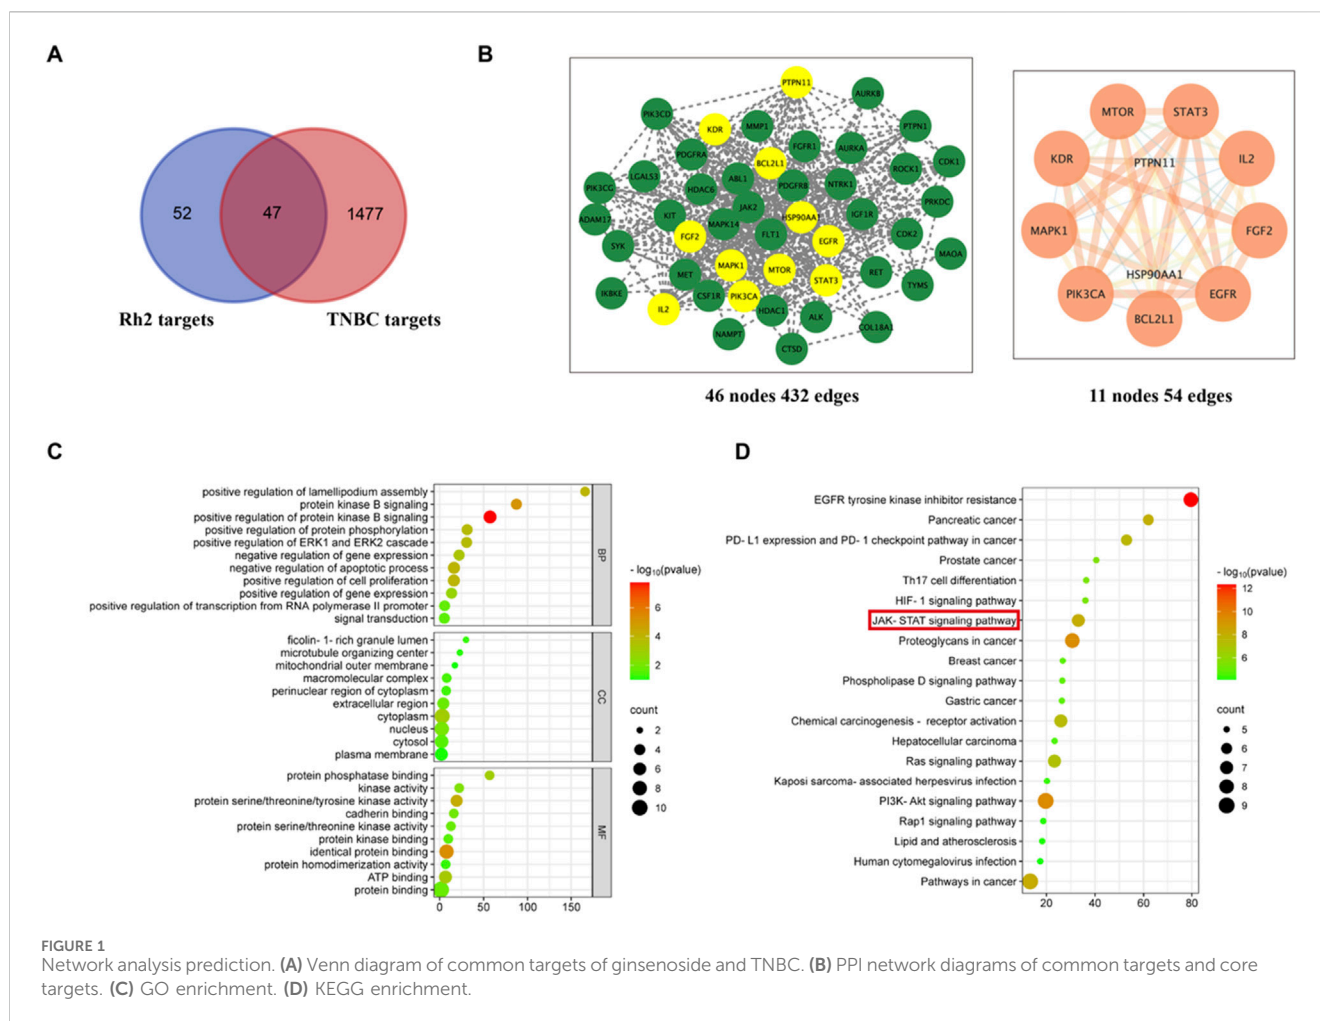 A
52
47
1477
Rh2 targets
TNBC targets
B
PTPN11
AURKB
PIK3CD
KDR
MMP1
PTPN1
PDGFRA
FGFR1
AURKA
BCL2L1
ROCK1
CDK1
LGALS3
ABL1
PIK3CG
HDAC6
PDGFRB
NTRK1
PRKDC
JAK2
ADAM17
KIT
MAPK14
HSP90AA1
IGF1R
FGF2
FLT1
EGFR
CDK2
SYK
MAOA
MAPK1
MTOR
MET
STAT3
RET
TYMS
IKBKE
CSF1R
PIK3CA
IL2
HDAC1
ALK
COL18A1
NAMPT
CTSD
46 nodes 432 edges
MTOR
STAT3
KDR
PTPN11
IL2
MAPK1
FGF2
HSP90AA1
PIK3CA
EGFR
BCL2L1
11 nodes 54 edges
C
positive regulation of lamellipodium assembly
protein kinase B signaling
positive regulation of protein kinase B signaling
positive regulation of protein phosphorylation
positive regulation of ERK1 and ERK2 cascade
negative regulation of gene expression
negative regulation of apoptotic process
positive regulation of cell proliferation
positive regulation of gene expression
positive regulation of transcription from RNA polymerase II promoter
signal transduction
BP
ficolin- 1- rich granule lumen
microtubule organizing center
mitochondrial outer membrane
macromolecular complex
perinuclear region of cytoplasm
extracellular region
cytoplasm
nucleus
cytosol
plasma membrane
CC
protein phosphatase binding
kinase activity
protein serine/threonine/tyrosine kinase activity
cadherin binding
protein serine/threonine kinase activity
protein kinase binding
identical protein binding
protein homodimerization activity
ATP binding
protein binding
MF
0 50 100 150
- log10(pvalue)
6
4
2
count
2
4
6
8
10
D
EGFR tyrosine kinase inhibitor resistance
Pancreatic cancer
PD- L1 expression and PD- 1 checkpoint pathway in cancer
Prostate cancer
Th17 cell differentiation
HIF- 1 signaling pathway
JAK- STAT signaling pathway
Proteoglycans in cancer
Breast cancer
Phospholipase D signaling pathway
Gastric cancer
Chemical carcinogenesis - receptor activation
Hepatocellular carcinoma
Ras signaling pathway
Kaposi sarcoma- associated herpesvirus infection
PI3K- Akt signaling pathway
Rap1 signaling pathway
Lipid and atherosclerosis
Human cytomegalovirus infection
Pathways in cancer
20 40 60 80
- log10(pvalue)
12
10
8
6
count
5
6
7
8
9
FIGURE 1
Network analysis prediction. (A) Venn diagram of common targets of ginsenoside and TNBC. (B) PPI network diagrams of common targets and core
targets. (C) GO enrichment. (D) KEGG enrichment.